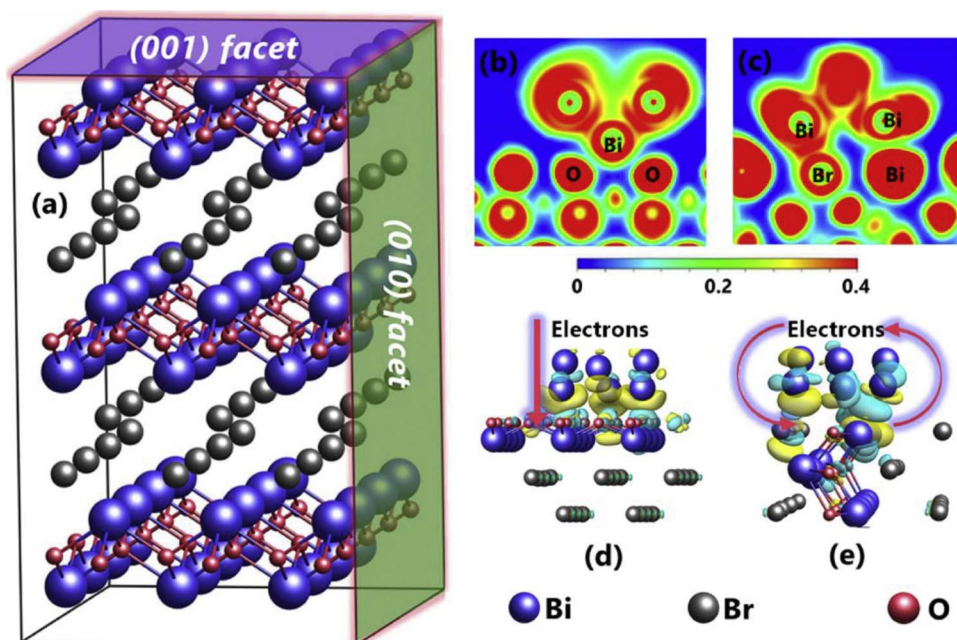 (001) facet
(a)
(010) facet
(b)
Bi
O O
(c)
Bi Bi
Br Bi
0 0.2 0.4
Electrons
(d)
Electrons
(e)
Bi Br O